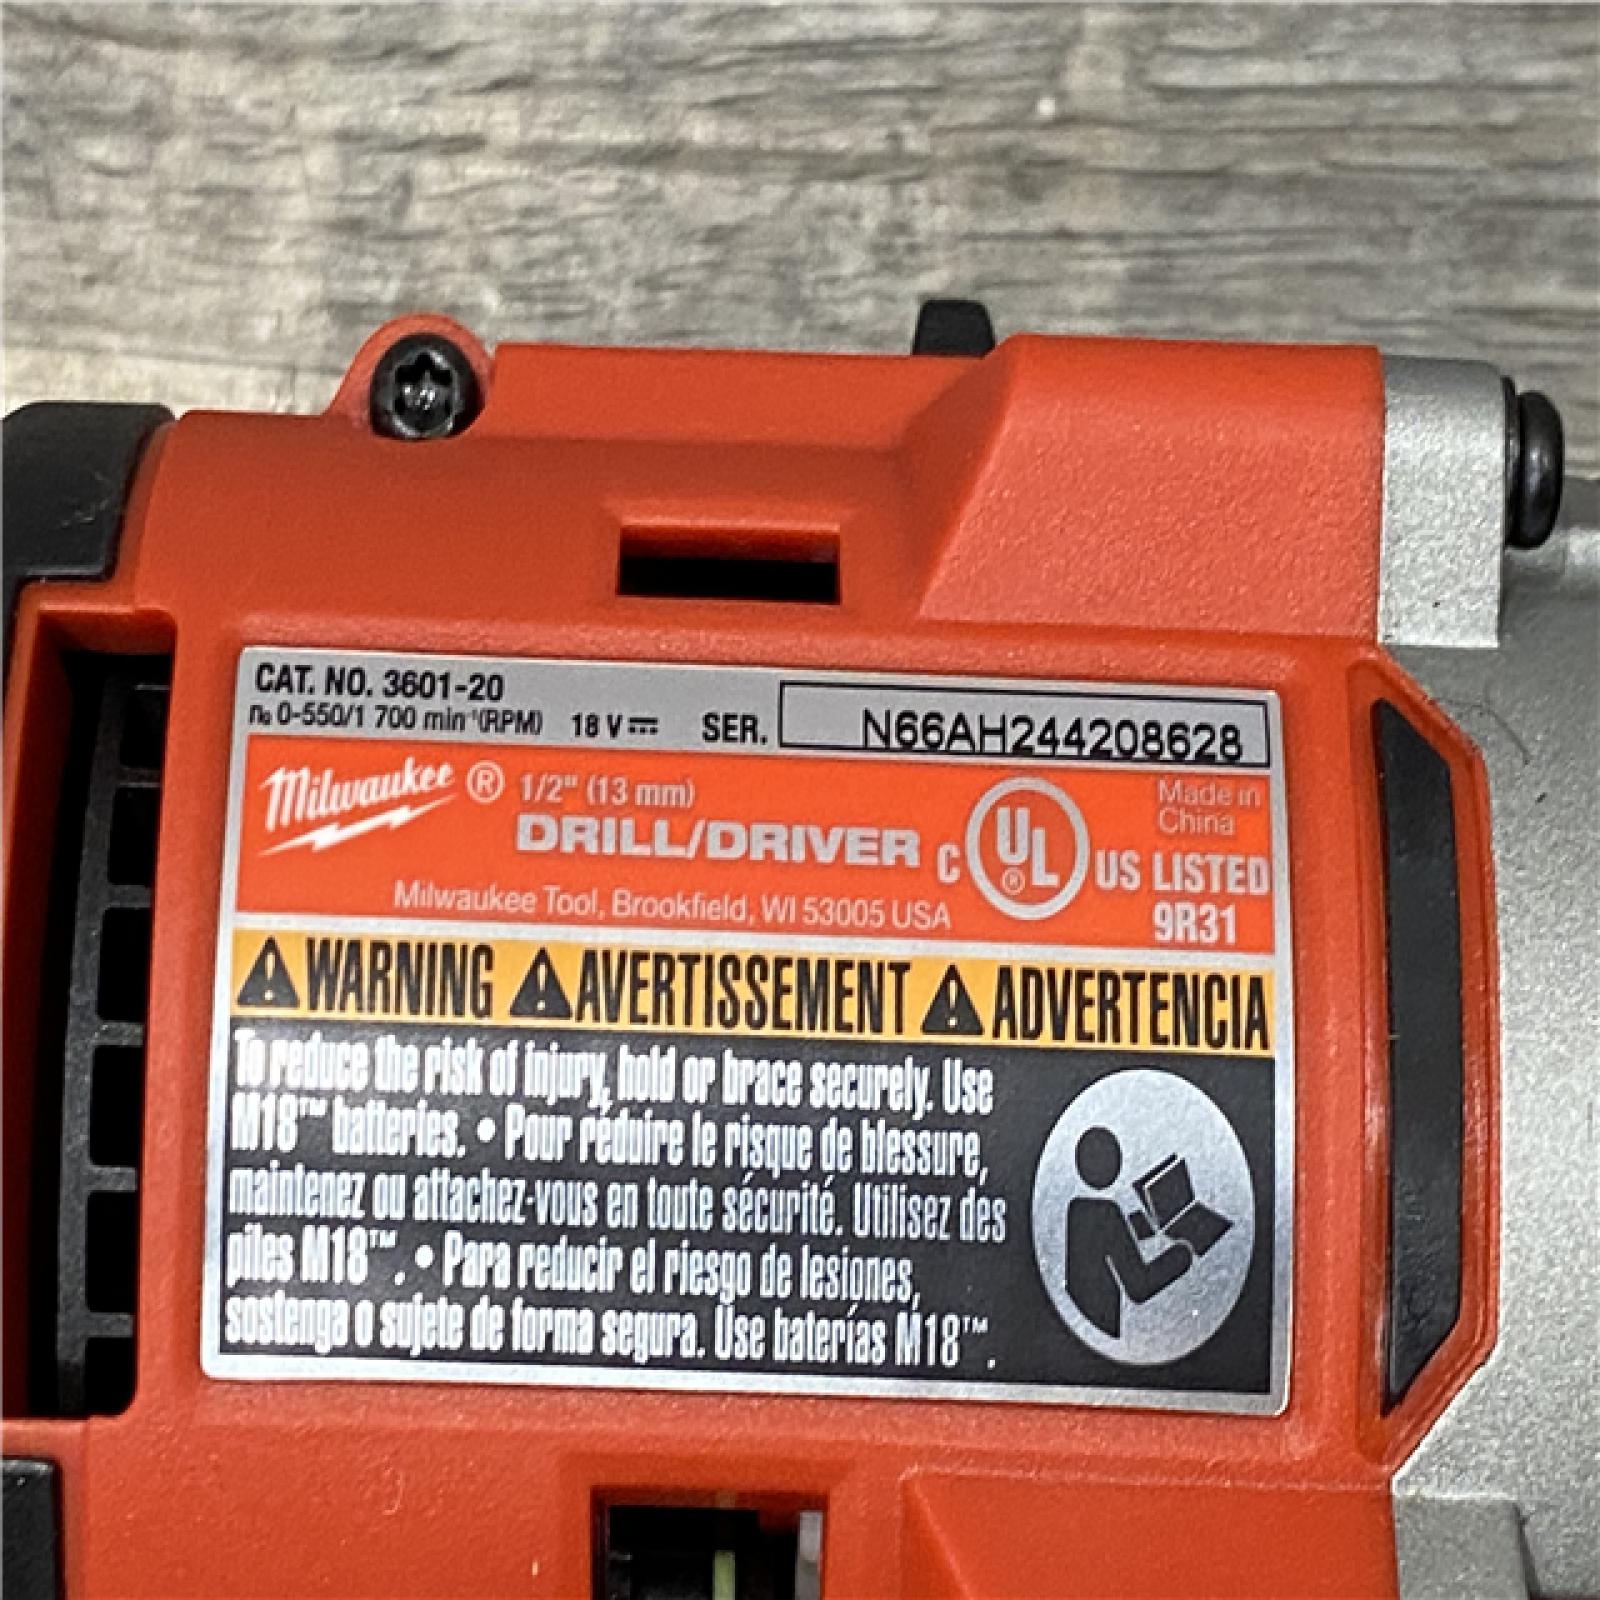 CAT. NO. 3601-20
n₀ 0-550/1 700 min⁻¹(RPM) 18 V⎓ SER. N66AH244208628
Milwaukee® 1/2" (13 mm)
DRILL/DRIVER
Milwaukee Tool, Brookfield, WI 53005 USA
C UL® US LISTED
9R31
Made in
China
WARNING AVERTISSEMENT ADVERTENCIA
To reduce the risk of injury, hold or brace securely. Use
M18™ batteries. • Pour réduire le risque de blessure,
maintenez ou attachez-vous en toute sécurité. Utilisez des
piles M18™. • Para reducir el riesgo de lesiones,
sostenga o sujete de forma segura. Use baterías M18™.